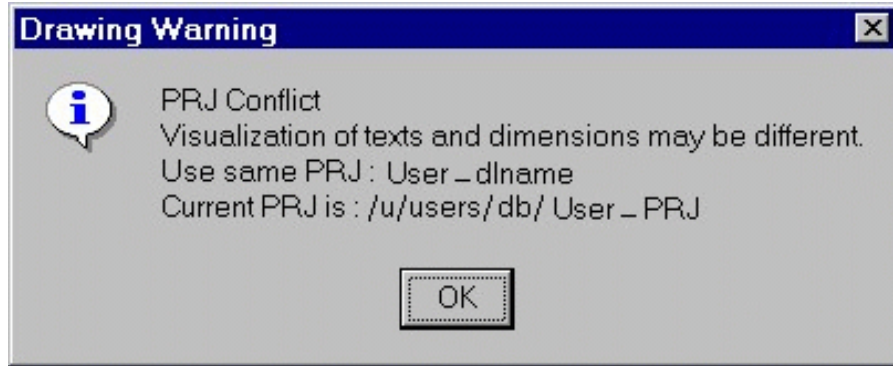 Drawing Warning
PRJ Conflict
Visualization of texts and dimensions may be different.
Use same PRJ : User_dlname
Current PRJ is : /u/users/db/ User_PRJ
OK